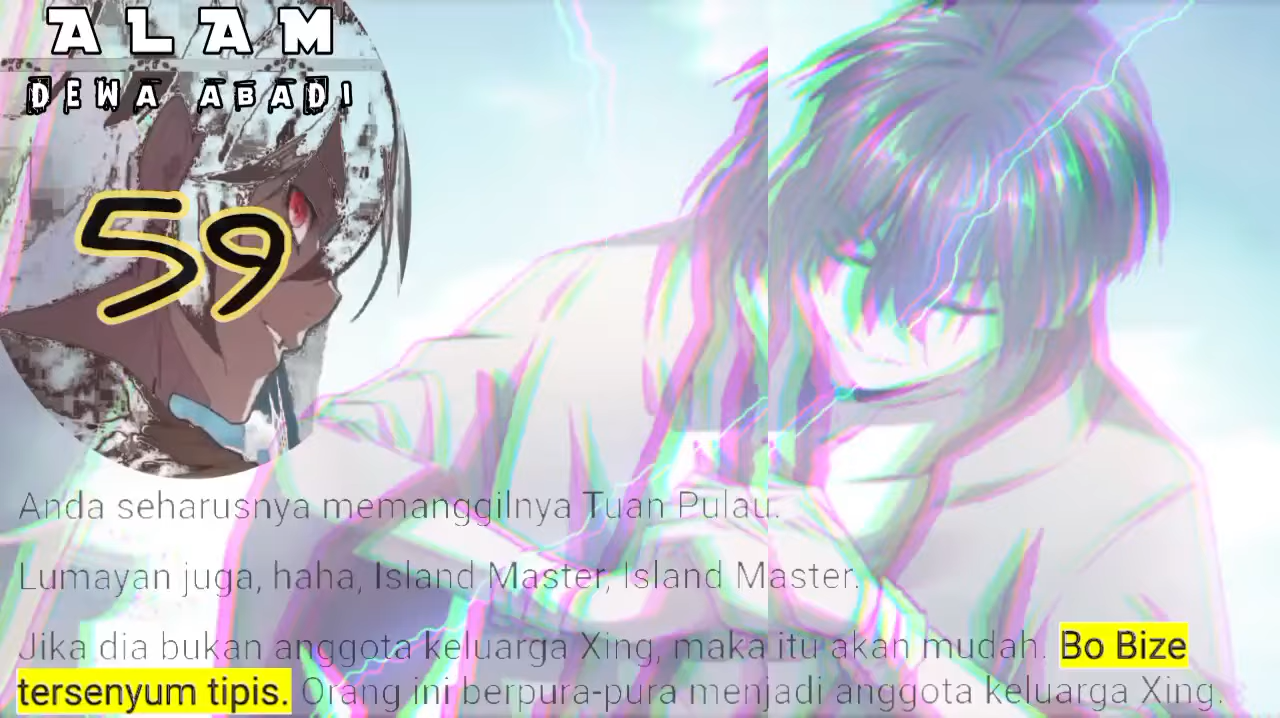 ALAM
DEWA ABADI
59
Anda seharusnya memanggilnya Tuan Pulau.
Lumayan juga, haha, Island Master, Island Master.
Jika dia bukan anggota keluarga Xing, maka itu akan mudah. Bo Bize
tersenyum tipis. Orang ini berpura-pura menjadi anggota keluarga Xing.